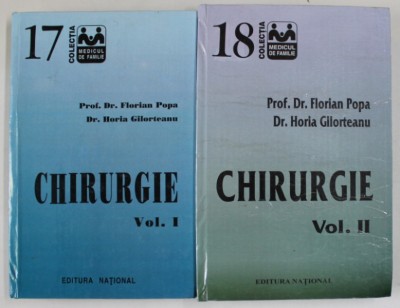 17
COLECȚIA
MEDICUL
DE FAMILIE
Prof. Dr. Florian Popa
Dr. Horia Gilorteanu
CHIRURGIE
Vol. I
EDITURA NAȚIONAL
18
COLECȚIA
MEDICUL
DE FAMILIE
Prof. Dr. Florian Popa
Dr. Horia Gilorteanu
CHIRURGIE
Vol. II
EDITURA NAȚIONAL